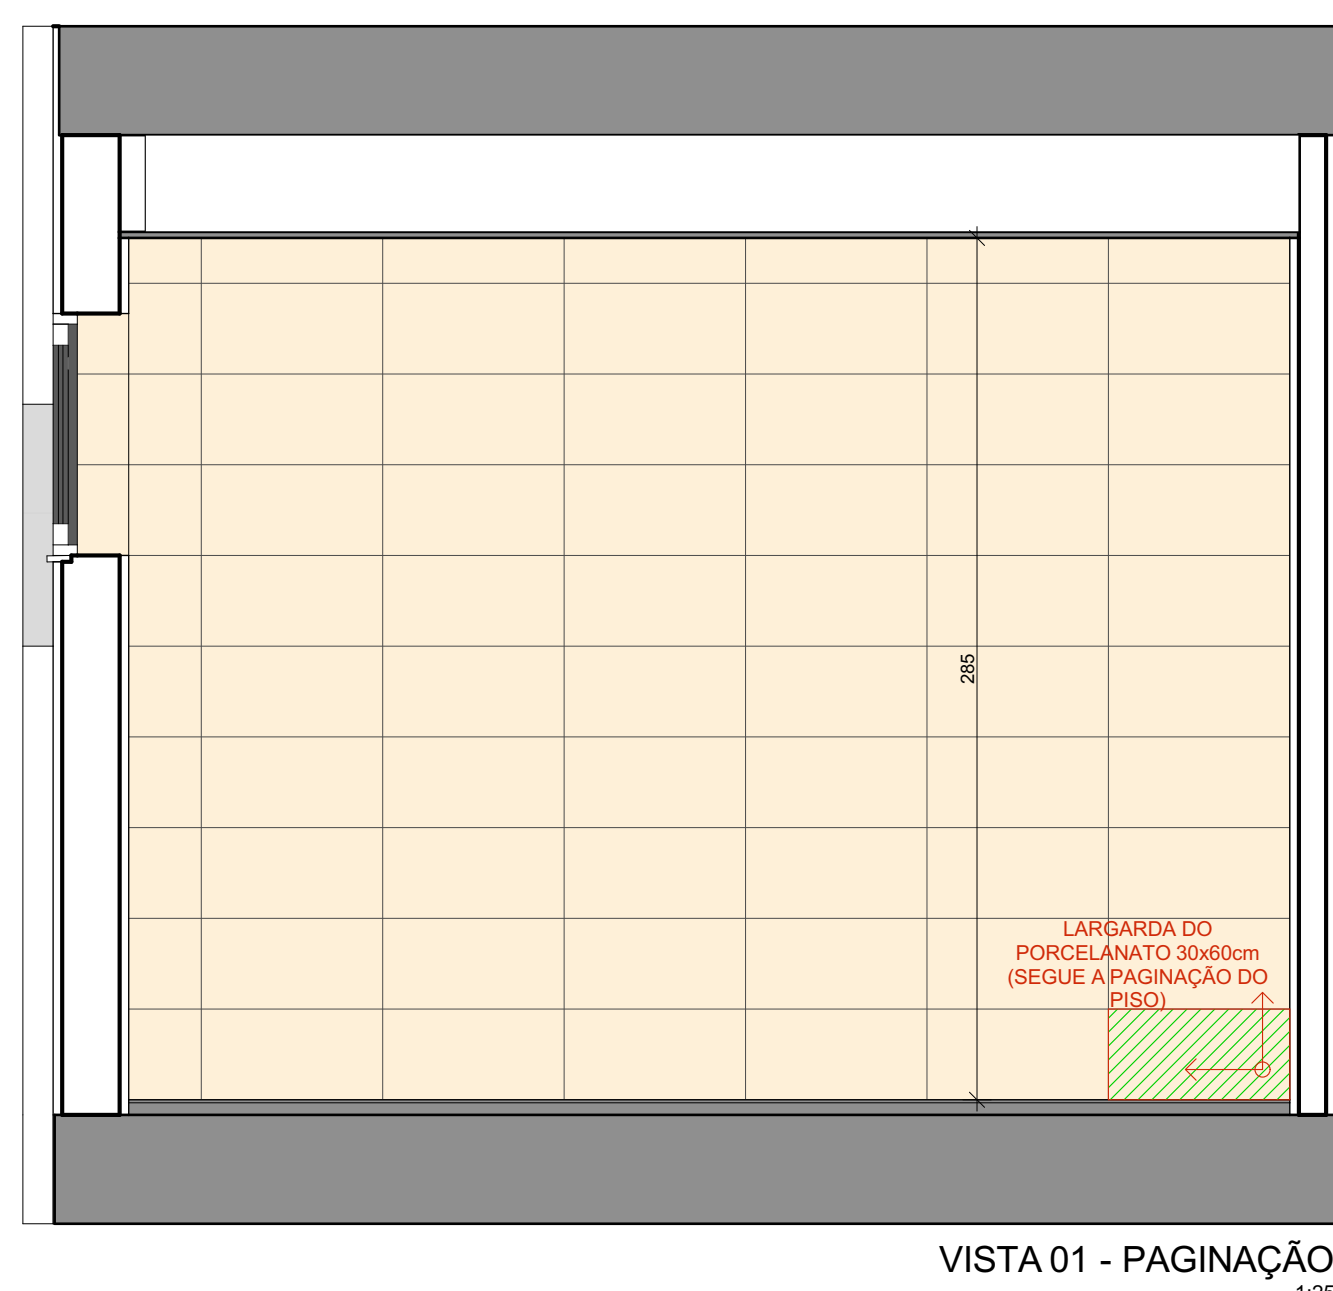 285
LARGARDA DO
PORCELANATO 30x60cm
(SEGUE A PAGINAÇÃO DO
PISO)
VISTA 01 - PAGINAÇÃO